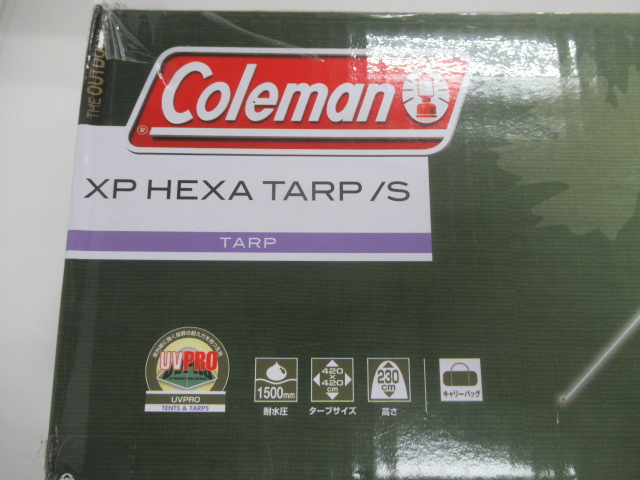 THE OUTDO
Coleman
®
XP HEXA TARP /S
TARP
UVPRO
UVPRO
TENTS & TARPS
1500mm
耐水圧
420
×
420
cm
タープサイズ
230
cm
高さ
キャリーバッグ